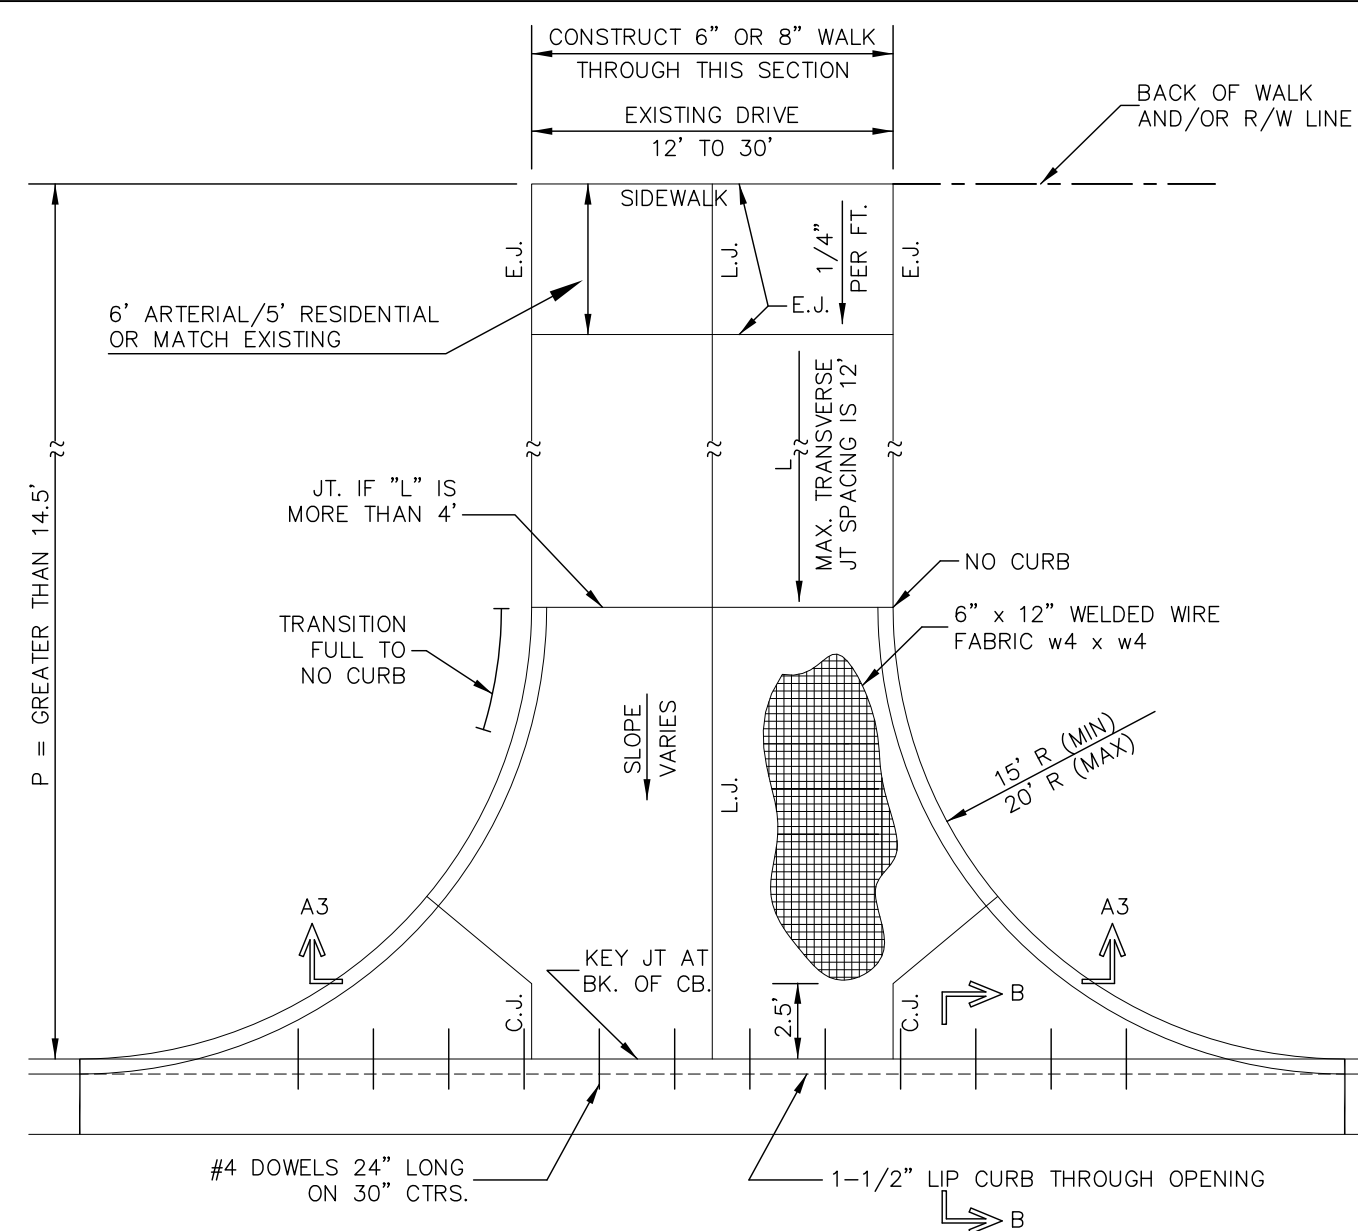 CONSTRUCT 6" OR 8" WALK
THROUGH THIS SECTION
EXISTING DRIVE
12' TO 30'
BACK OF WALK
AND/OR R/W LINE
SIDEWALK
E.J.
L.J.
1/4"
PER FT.
E.J.
E.J.
6' ARTERIAL/5' RESIDENTIAL
OR MATCH EXISTING
L
MAX. TRANSVERSE
JT SPACING IS 12'
P = GREATER THAN 14.5'
JT. IF "L" IS
MORE THAN 4'
NO CURB
6" x 12" WELDED WIRE
FABRIC w4 x w4
TRANSITION
FULL TO
NO CURB
SLOPE
VARIES
L.J.
15' R (MIN)
20' R (MAX)
A3
A3
KEY JT AT
BK. OF CB.
C.J.
2.5'
C.J.
B
#4 DOWELS 24" LONG
ON 30" CTRS.
1-1/2" LIP CURB THROUGH OPENING
B